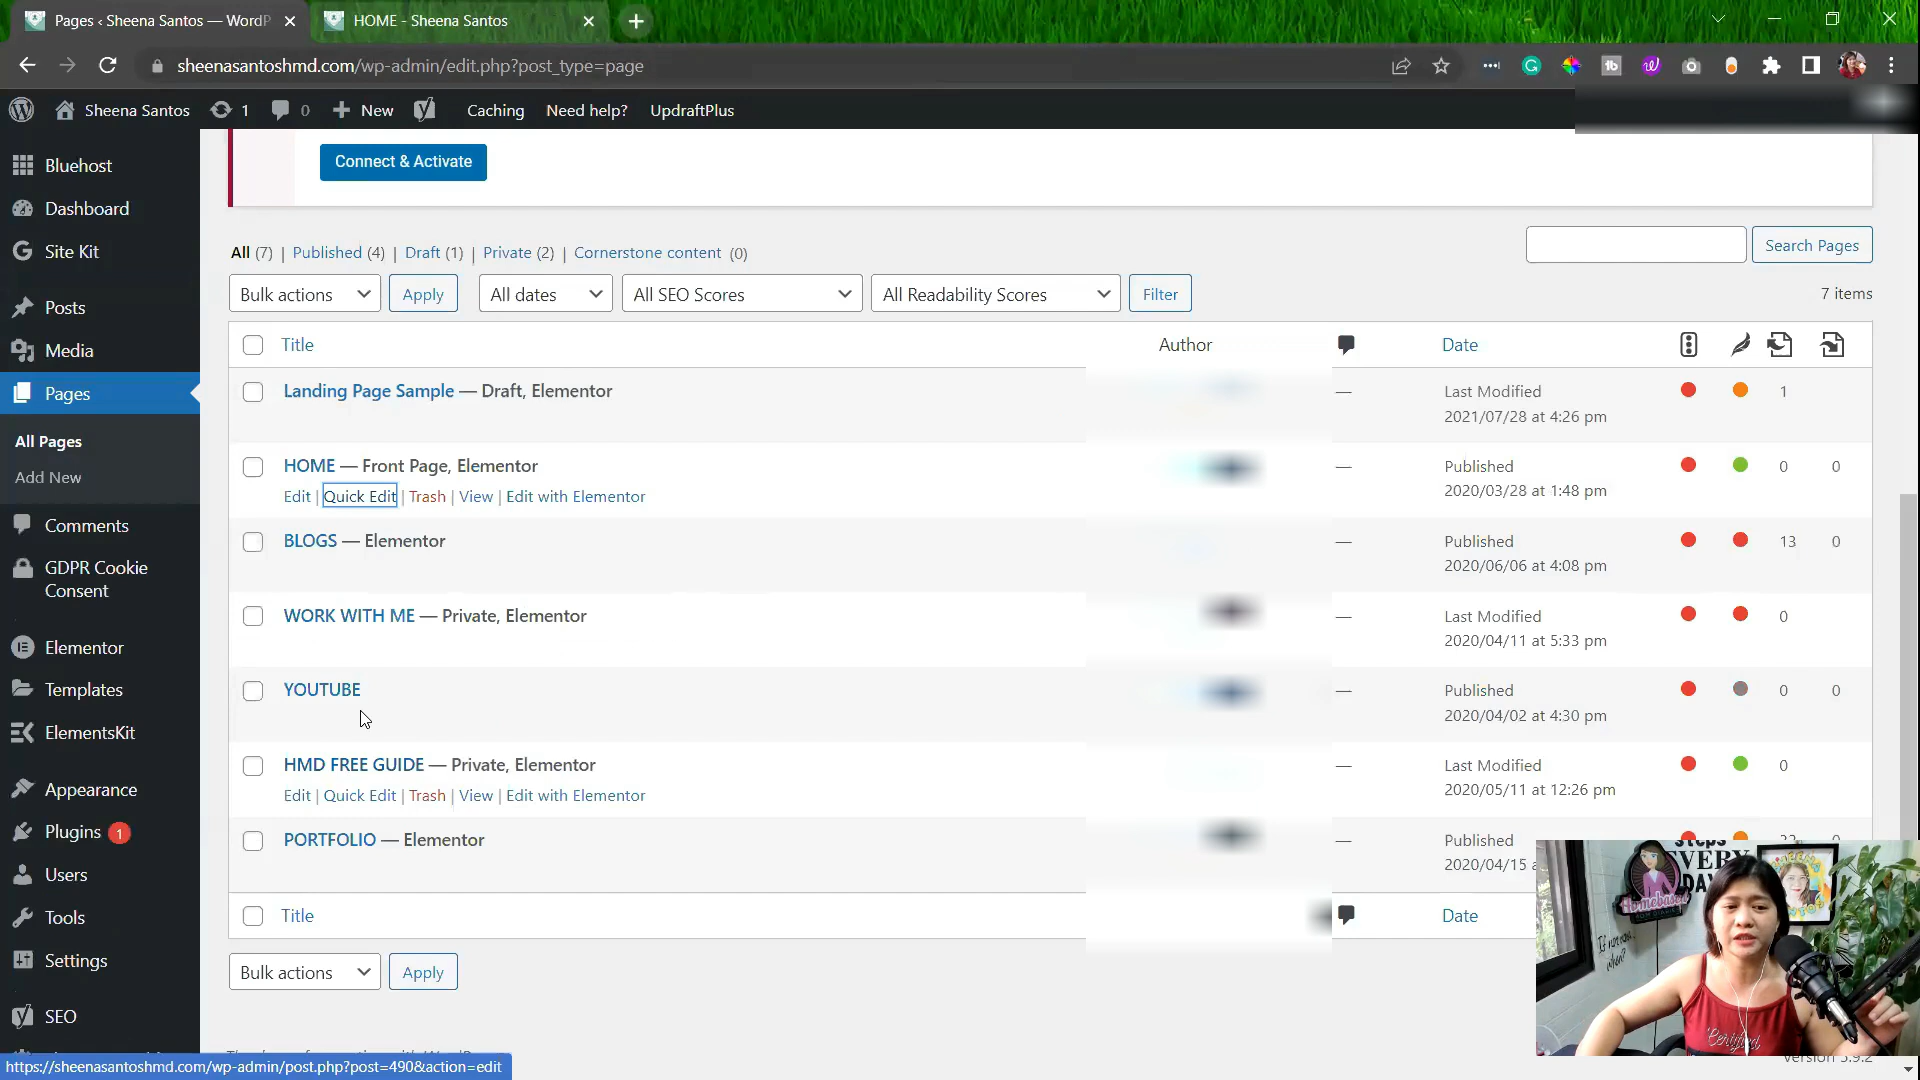 Pages ‹ Sheena Santos — WordP
HOME - Sheena Santos
sheenasantoshmd.com/wp-admin/edit.php?post_type=page
Sheena Santos 1 0 New Caching Need help? UpdraftPlus
Bluehost
Dashboard
Site Kit
Posts
Media
Pages
All Pages
Add New
Comments
GDPR Cookie
Consent
Elementor
Templates
ElementsKit
Appearance
Plugins 1
Users
Tools
Settings
SEO
Connect & Activate
All (7) | Published (4) | Draft (1) | Private (2) | Cornerstone content (0)
Search Pages
Bulk actions Apply All dates All SEO Scores All Readability Scores Filter 7 items
Title Author Date
Landing Page Sample — Draft, Elementor — Last Modified 1
2021/07/28 at 4:26 pm
HOME — Front Page, Elementor — Published 0 0
Edit | Quick Edit | Trash | View | Edit with Elementor 2020/03/28 at 1:48 pm
BLOGS — Elementor — Published 13 0
2020/06/06 at 4:08 pm
WORK WITH ME — Private, Elementor — Last Modified 0
2020/04/11 at 5:33 pm
YOUTUBE — Published 0 0
2020/04/02 at 4:30 pm
HMD FREE GUIDE — Private, Elementor — Last Modified 0
Edit | Quick Edit | Trash | View | Edit with Elementor 2020/05/11 at 12:26 pm
PORTFOLIO — Elementor — Published
2020/04/15
Title Date
Bulk actions Apply
https://sheenasantoshmd.com/wp-admin/post.php?post=490&action=edit
steps
EVERY
DAY
Homebased
If not now,
when?
Certified